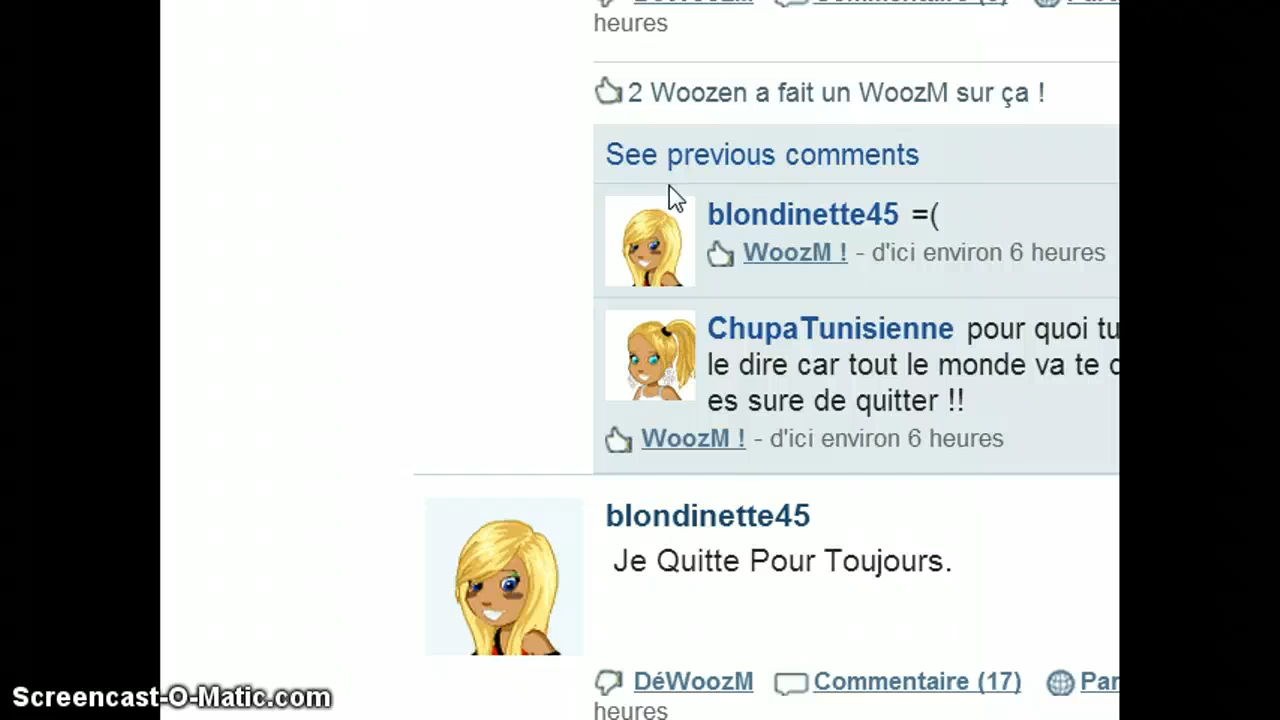 heures
2 Woozen a fait un WoozM sur ça !
See previous comments
blondinette45 =(
WoozM ! - d'ici environ 6 heures
ChupaTunisienne pour quoi tu
le dire car tout le monde va te
es sure de quitter !!
WoozM ! - d'ici environ 6 heures
blondinette45
Je Quitte Pour Toujours.
DéWoozM Commentaire (17) Par
heures
Screencast-O-Matic.com